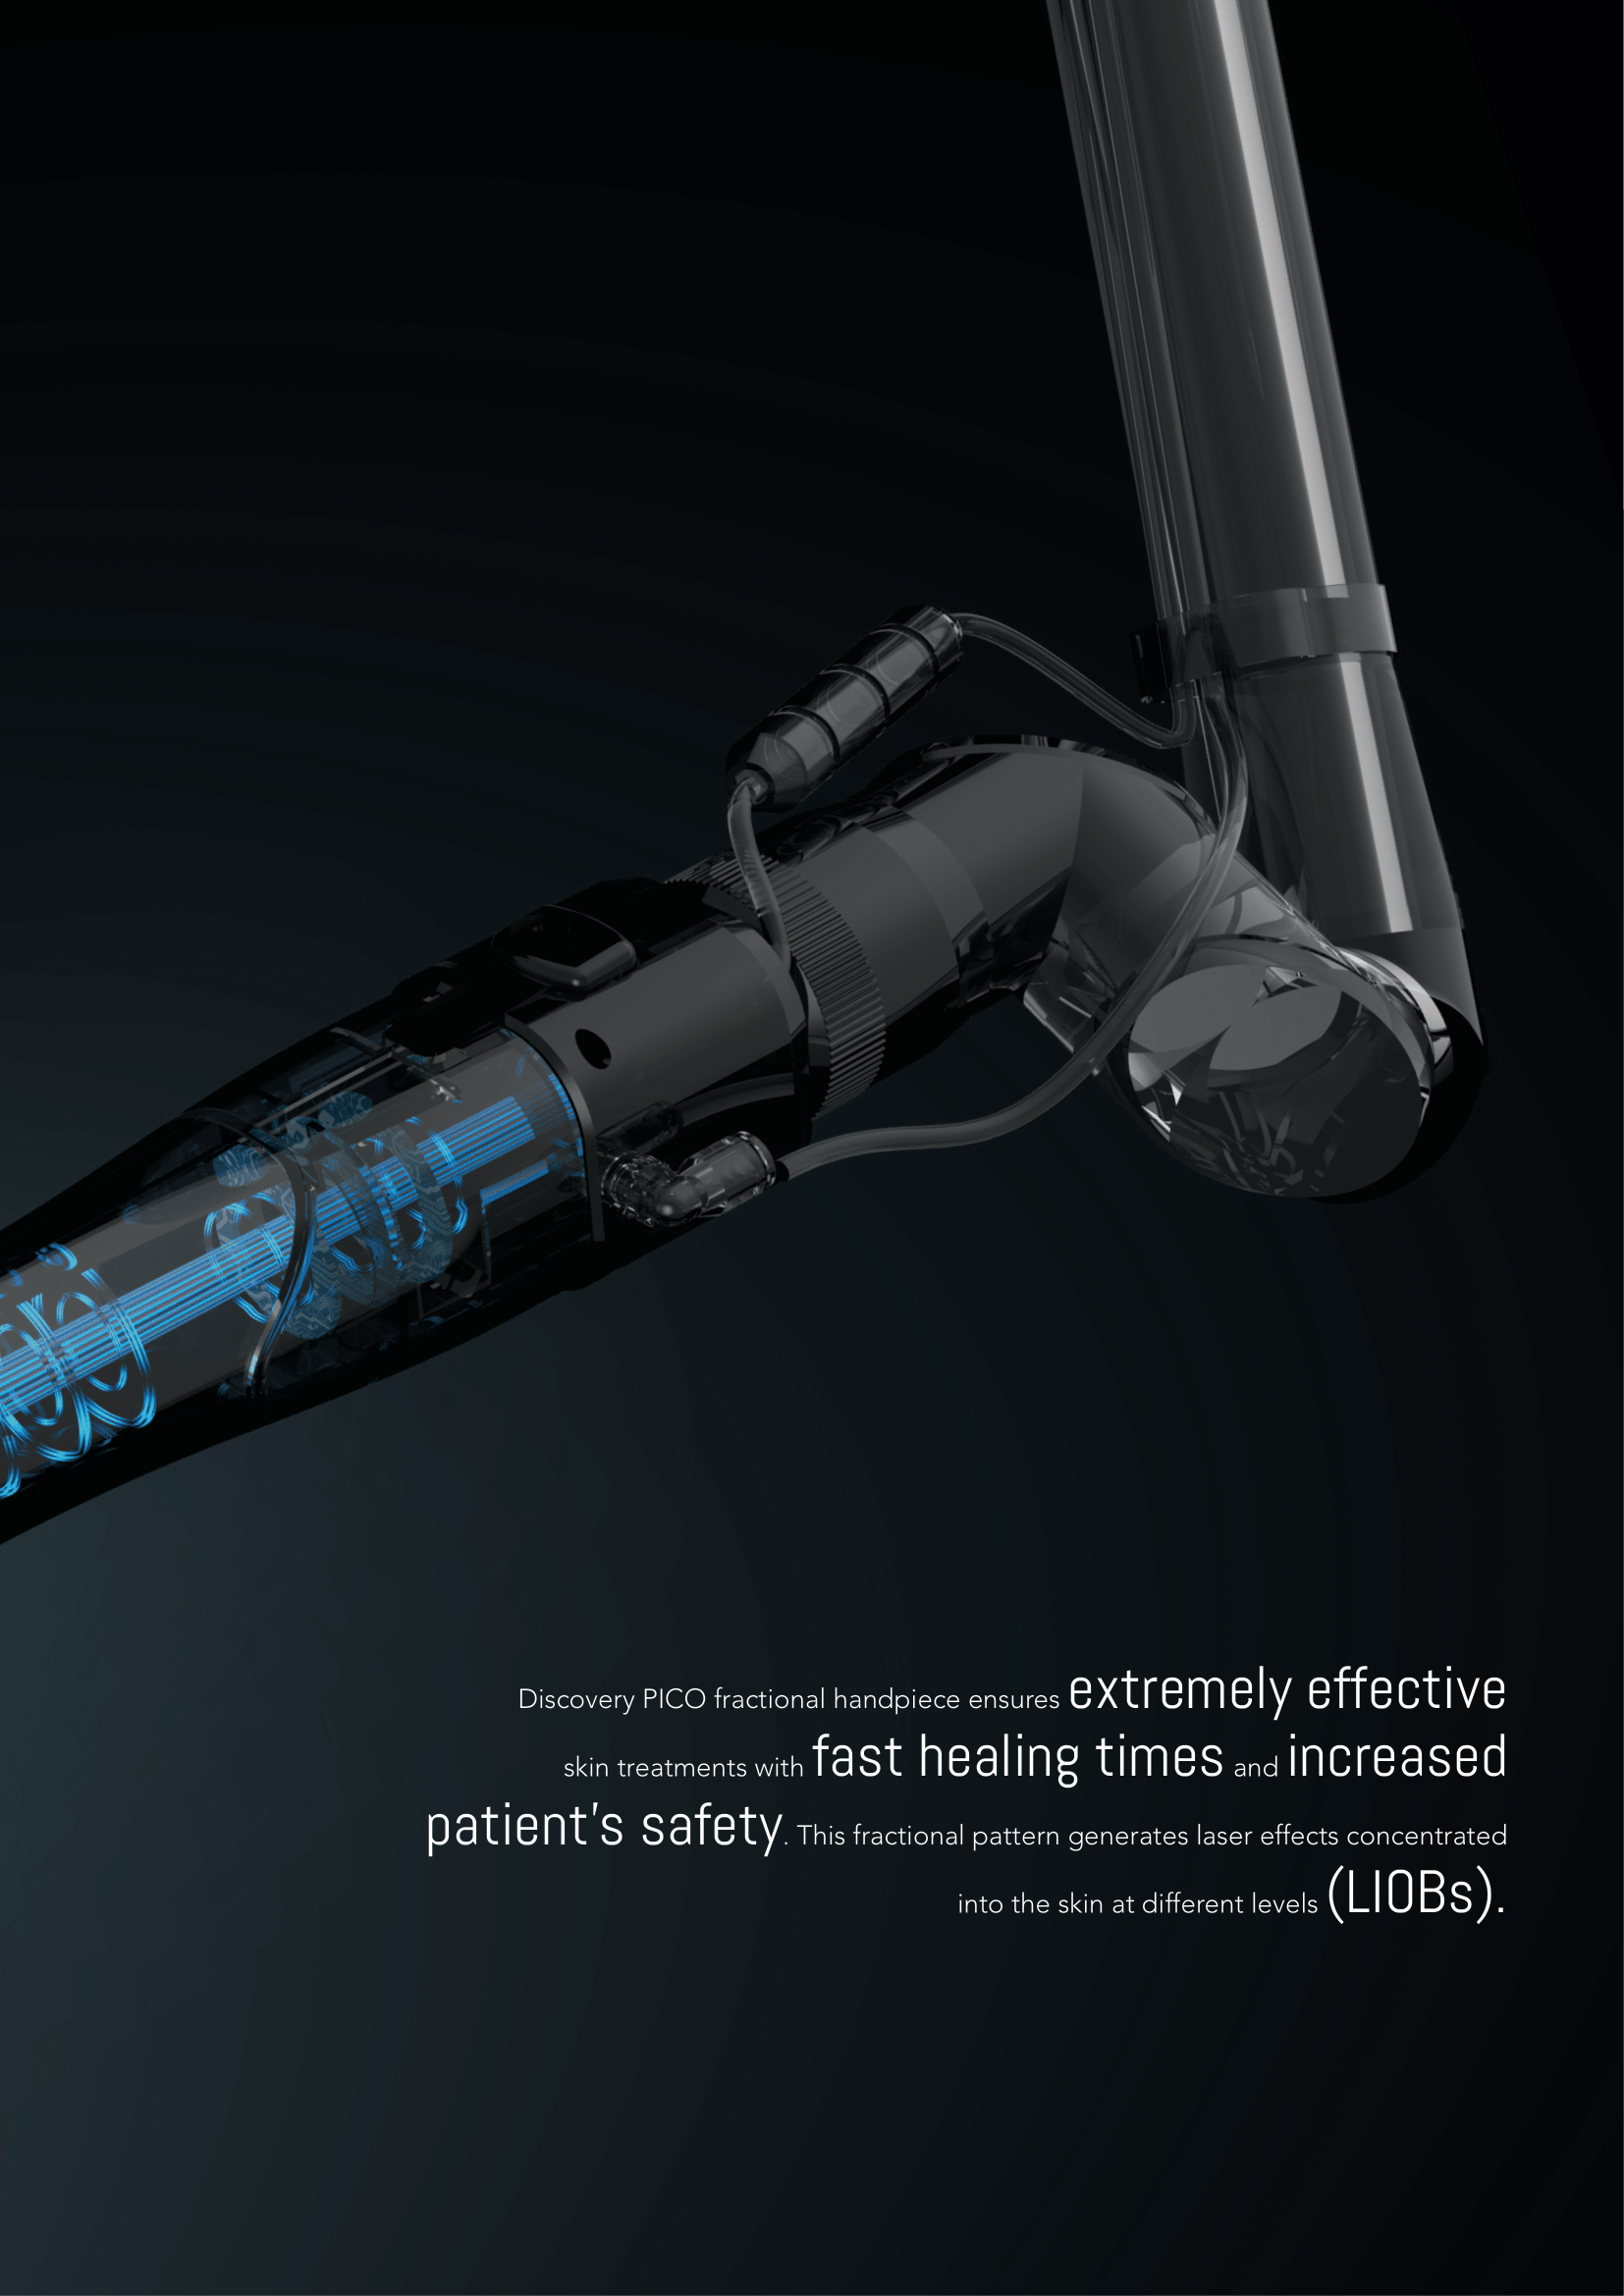 Discovery PICO fractional handpiece ensures extremely effective
skin treatments with fast healing times and increased
patient’s safety. This fractional pattern generates laser effects concentrated
into the skin at different levels (LIOBs).